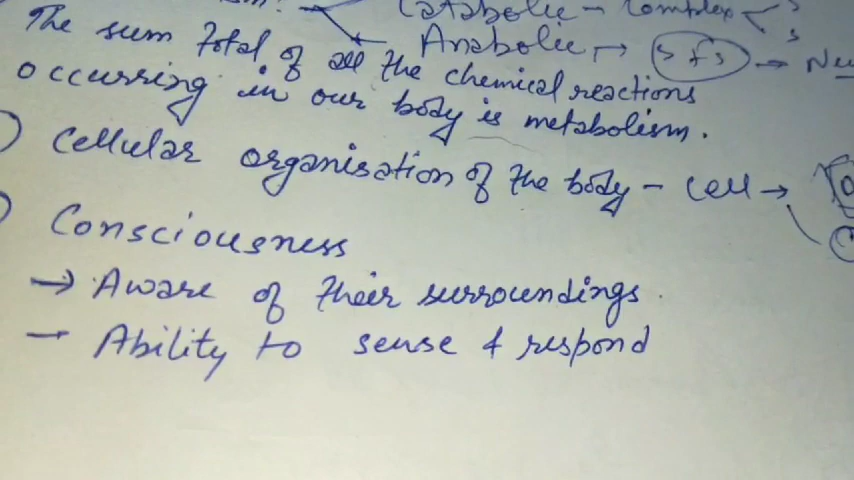 Catabolic - Complex <
Anabolic → S + S → Neu
The sum total of all the chemical reactions
occurring in our body is metabolism.
Cellular organisation of the body - Cell →
Consciousness
→ Aware of their surroundings.
- Ability to sense & respond